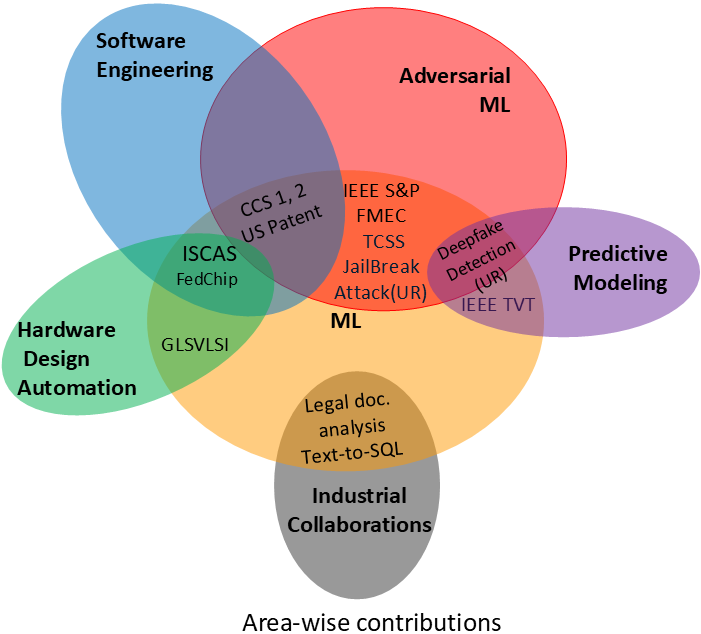 Software
Engineering
Adversarial
ML
CCS 1, 2
US Patent
IEEE S&P
FMEC
TCSS
JailBreak
Attack(UR)
Deepfake
Detection
(UR)
IEEE TVT
Predictive
Modeling
ISCAS
FedChip
GLSVLSI
Hardware
Design
Automation
ML
Legal doc.
analysis
Text-to-SQL
Industrial
Collaborations
Area-wise contributions